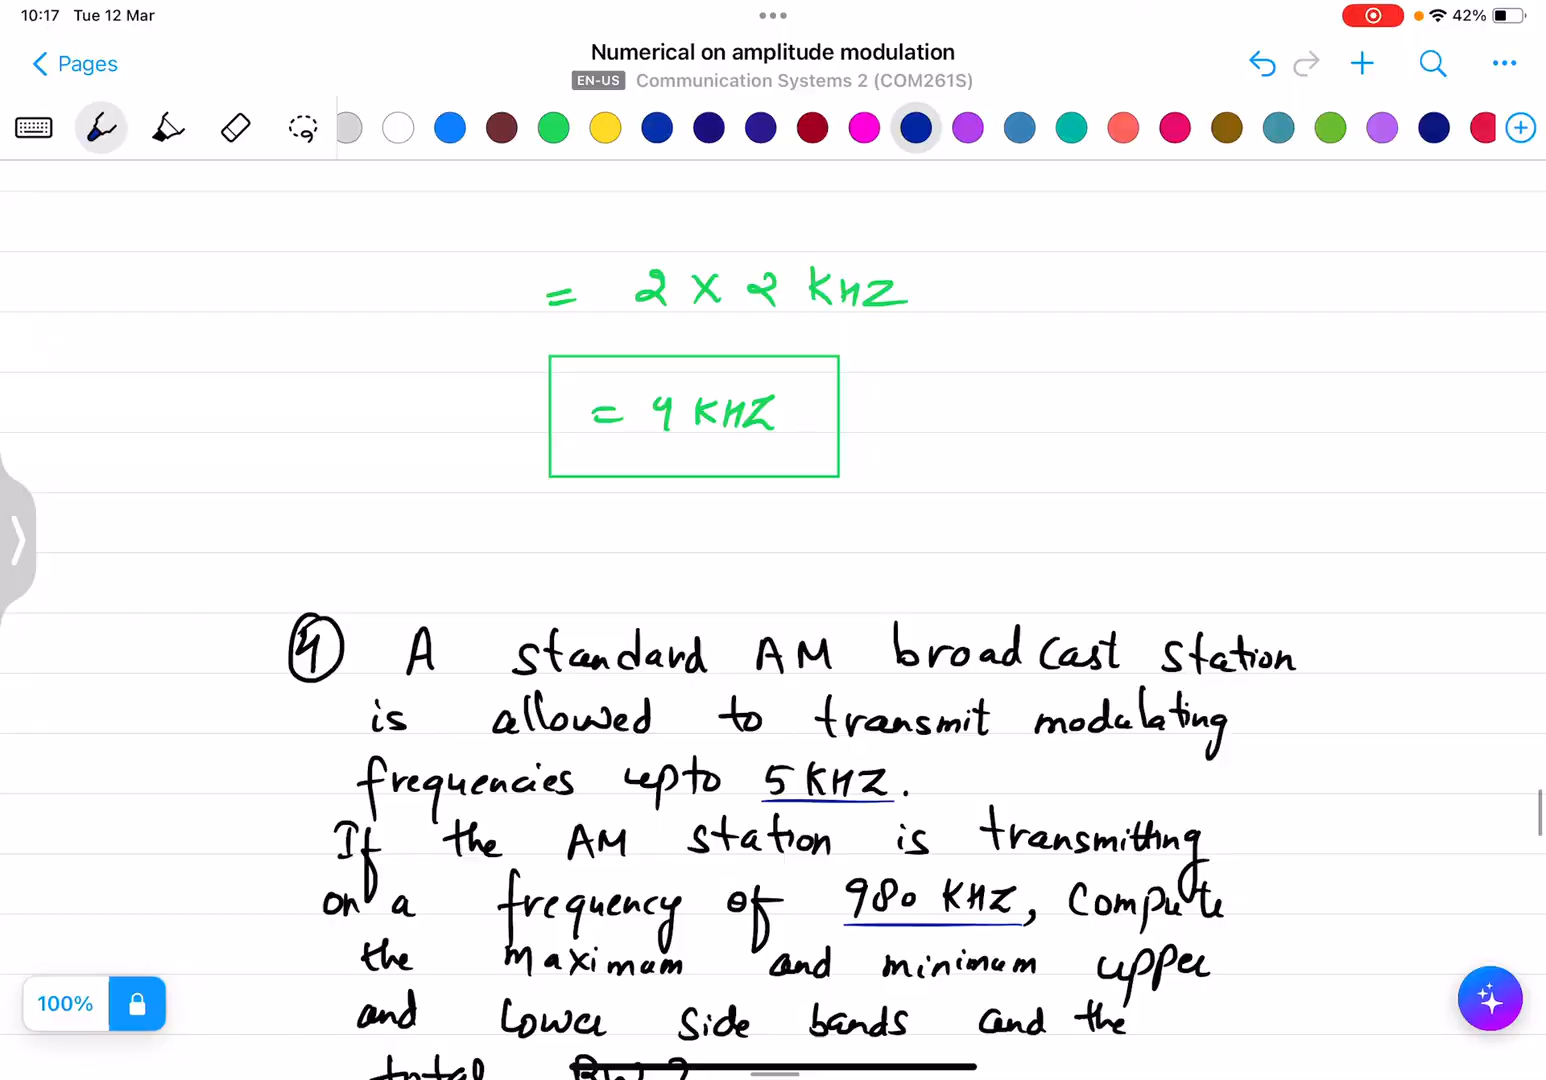 10:17 Tue 12 Mar
42%
Pages
Numerical on amplitude modulation
EN-US Communication Systems 2 (COM261S)
= 2 X 2 KHZ
= 4 KHZ
④ A standard AM broadcast station
is allowed to transmit modulating
frequencies upto 5 KHZ.
If the AM station is transmitting
on a frequency of 980 KHZ, compute
the maximum and minimum upper
and lower side bands and the
total BW?
100%